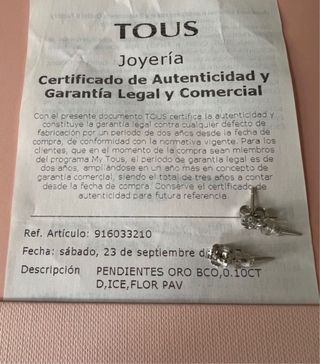 TOUS
Joyería
Certificado de Autenticidad y
Garantía Legal y Comercial
Con el presente documento TOUS certifica la autenticidad y
constituye la garantía legal contra cualquier defecto de
fabricación por un periodo de dos años desde la fecha de
compra, de conformidad con la normativa vigente. Para los
clientes, que en el momento de la compra sean miembros
del programa My Tous, el periodo de garantía legal es de
dos años, ampliándose en un año más en concepto de
garantía comercial, siendo el total de tres años a contar
desde la fecha de compra. Conserve el certificado de
autenticidad para futura referencia.
Ref. Artículo: 916033210
Fecha: sábado, 23 de septiembre d
Descripción PENDIENTES ORO BCO,0.10CT
D,ICE,FLOR PAV